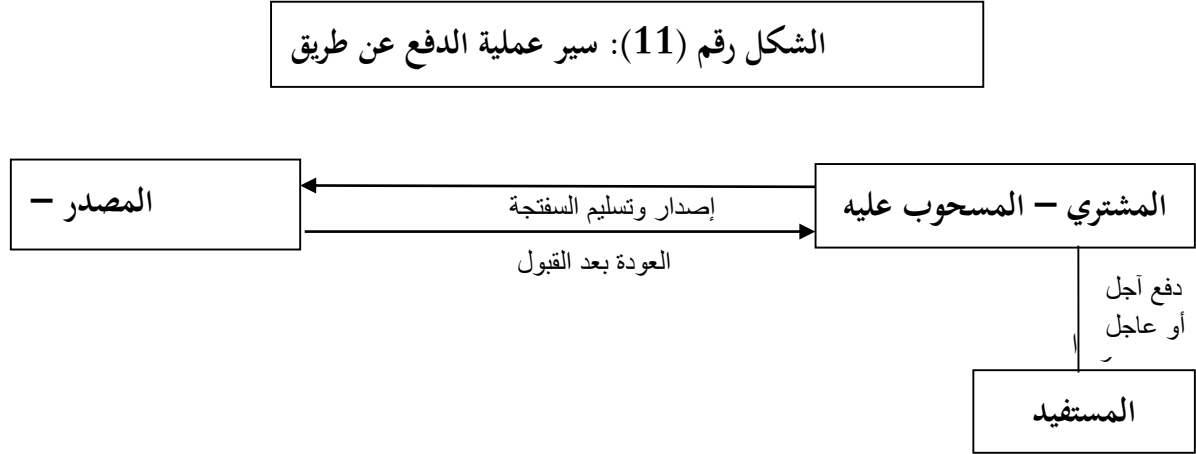 الشكل رقم (11): سير عملية الدفع عن طريق
المشتري – المسحوب عليه
إصدار وتسليم السفتجة
العودة بعد القبول
المصدر –
دفع آجل
أو عاجل
المستفيد